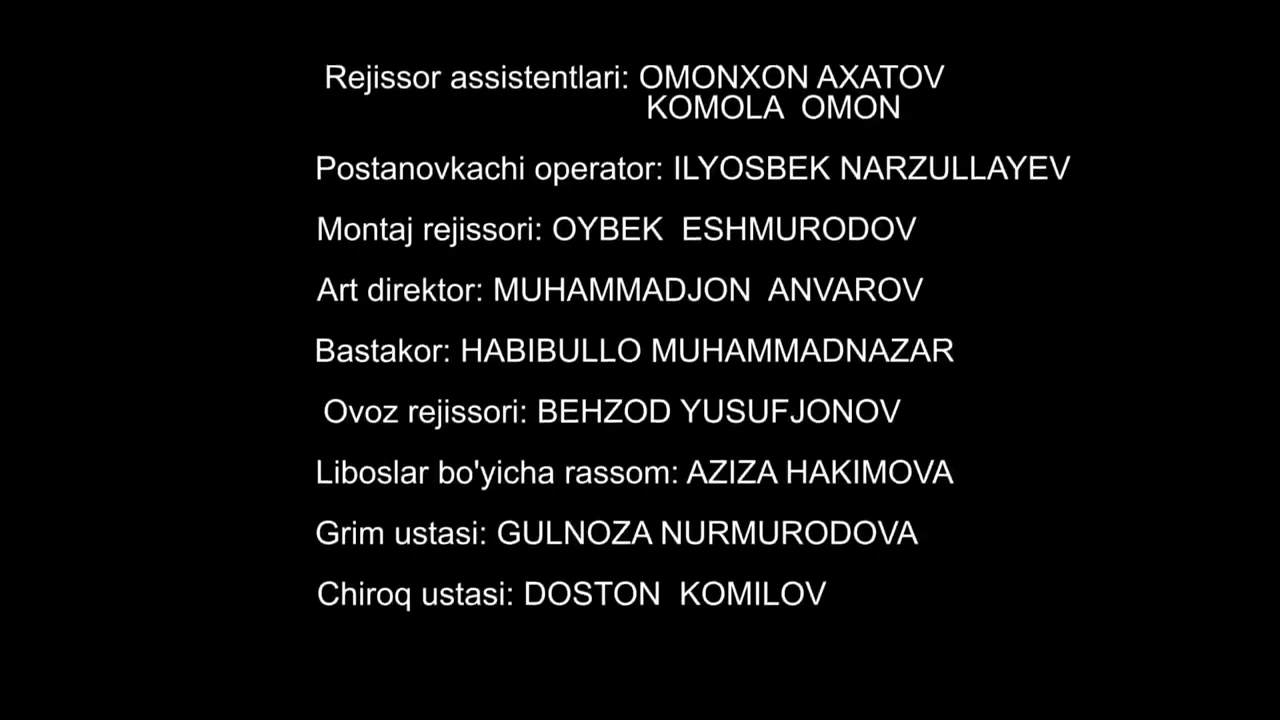 Rejissor assistentlari: OMONXON AXATOV
KOMOLA OMON
Postanovkachi operator: ILYOSBEK NARZULLAYEV
Montaj rejissori: OYBEK ESHMURODOV
Art direktor: MUHAMMADJON ANVAROV
Bastakor: HABIBULLO MUHAMMADNAZAR
Ovoz rejissori: BEHZOD YUSUFJONOV
Liboslar bo'yicha rassom: AZIZA HAKIMOVA
Grim ustasi: GULNOZA NURMURODOVA
Chiroq ustasi: DOSTON KOMILOV